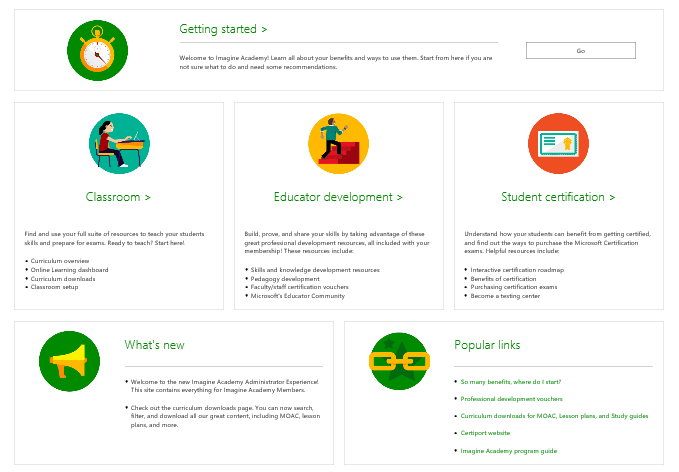 Getting started >
Welcome to Imagine Academy! Learn all about your benefits and ways to use them. Start from here if you are
not sure what to do and need some recommendations.
Go
Classroom >
Find and use your full suite of resources to teach your students
skills and prepare for exams. Ready to teach? Start here!
• Curriculum overview
• Online Learning dashboard
• Curriculum downloads
• Classroom setup
Educator development >
Build, prove, and share your skills by taking advantage of these
great professional development resources, all included with your
membership! These resources include:
• Skills and knowledge development resources
• Pedagogy development
• Faculty/staff certification vouchers
• Microsoft's Educator Community
Student certification >
Understand how your students can benefit from getting certified,
and find out the ways to purchase the Microsoft Certification
exams. Helpful resources include:
• Interactive certification roadmap
• Benefits of certification
• Purchasing certification exams
• Become a testing center
What's new
• Welcome to the new Imagine Academy Administrator Experience!
This site contains everything for Imagine Academy Members.
• Check out the curriculum downloads page. You can now search,
filter, and download all our great content, including MOAC, lesson
plans, and more.
Popular links
• So many benefits, where do I start?
• Professional development vouchers
• Curriculum downloads for MOAC, Lesson plans, and Study guides
• Certiport website
• Imagine Academy program guide